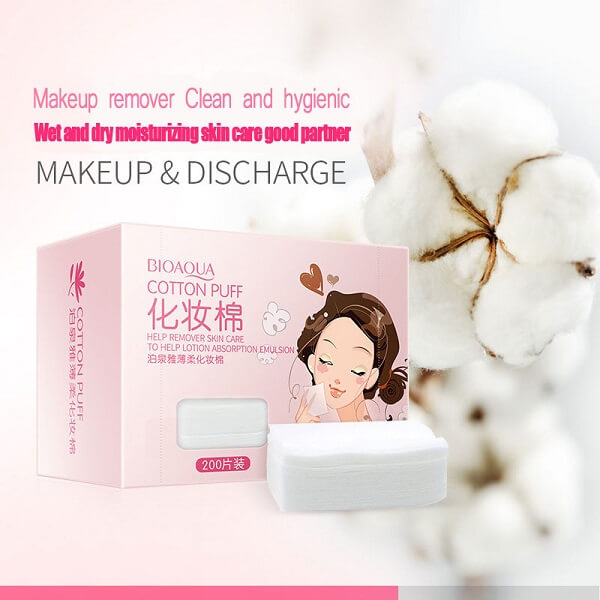 Makeup remover Clean and hygienic
Wet and dry moisturizing skin care good partner
MAKEUP & DISCHARGE
BIOAQUA
COTTON PUFF
化妆棉
HELP REMOVER SKIN CARE
TO HELP LOTION ABSORPTION EMULSION
泊泉雅薄柔化妆棉
200片装
COTTON PUFF
泊泉雅薄柔化妆棉